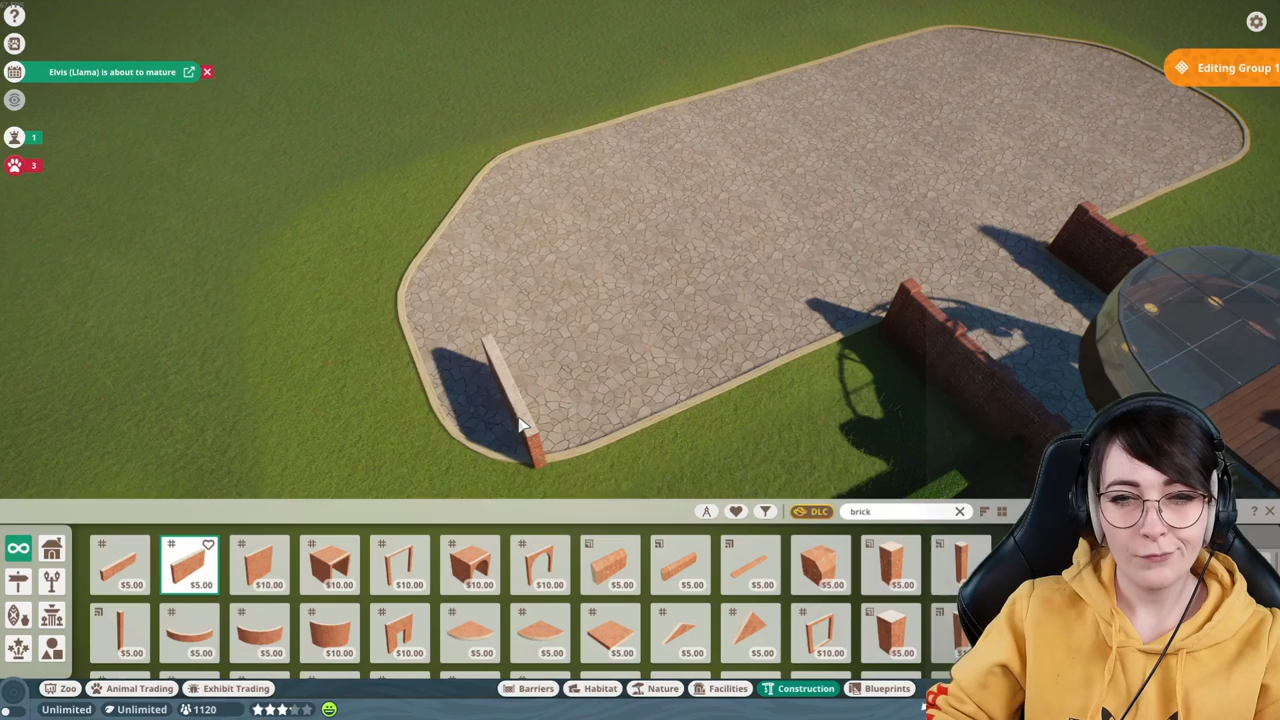 ?
Elvis (Llama) is about to mature
Editing Group 1
1
3
DLC
brick
?
$5.00
$5.00
$10.00
$10.00
$10.00
$10.00
$10.00
$5.00
$5.00
$5.00
$5.00
$5.00
$5.00
$5.00
$5.00
$5.00
$10.00
$10.00
$5.00
$5.00
$5.00
$5.00
$5.00
$10.00
$5.00
Zoo
Animal Trading
Exhibit Trading
Barriers
Habitat
Nature
Facilities
Construction
Blueprints
Unlimited
Unlimited
1120